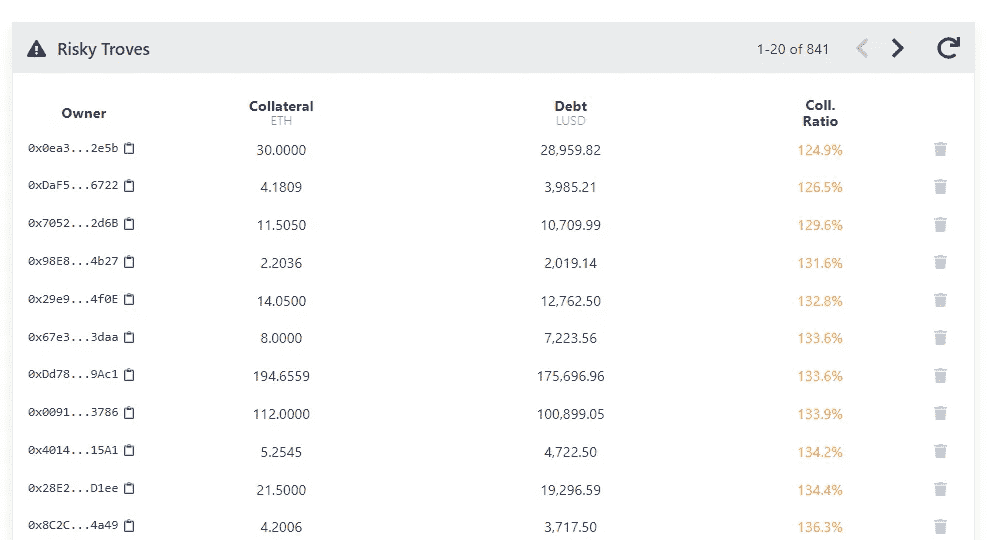 Risky Troves 1-20 of 841
Owner Collateral ETH Debt LUSD Coll. Ratio
0x0ea3...2e5b 30.0000 28,959.82 124.9%
0xDaF5...6722 4.1809 3,985.21 126.5%
0x7052...2d6B 11.5050 10,709.99 129.6%
0x98E8...4b27 2.2036 2,019.14 131.6%
0x29e9...4f0E 14.0500 12,762.50 132.8%
0x67e3...3daa 8.0000 7,223.56 133.6%
0xDd78...9Ac1 194.6559 175,696.96 133.6%
0x0091...3786 112.0000 100,899.05 133.9%
0x4014...15A1 5.2545 4,722.50 134.2%
0x28E2...D1ee 21.5000 19,296.59 134.4%
0x8C2C...4a49 4.2006 3,717.50 136.3%